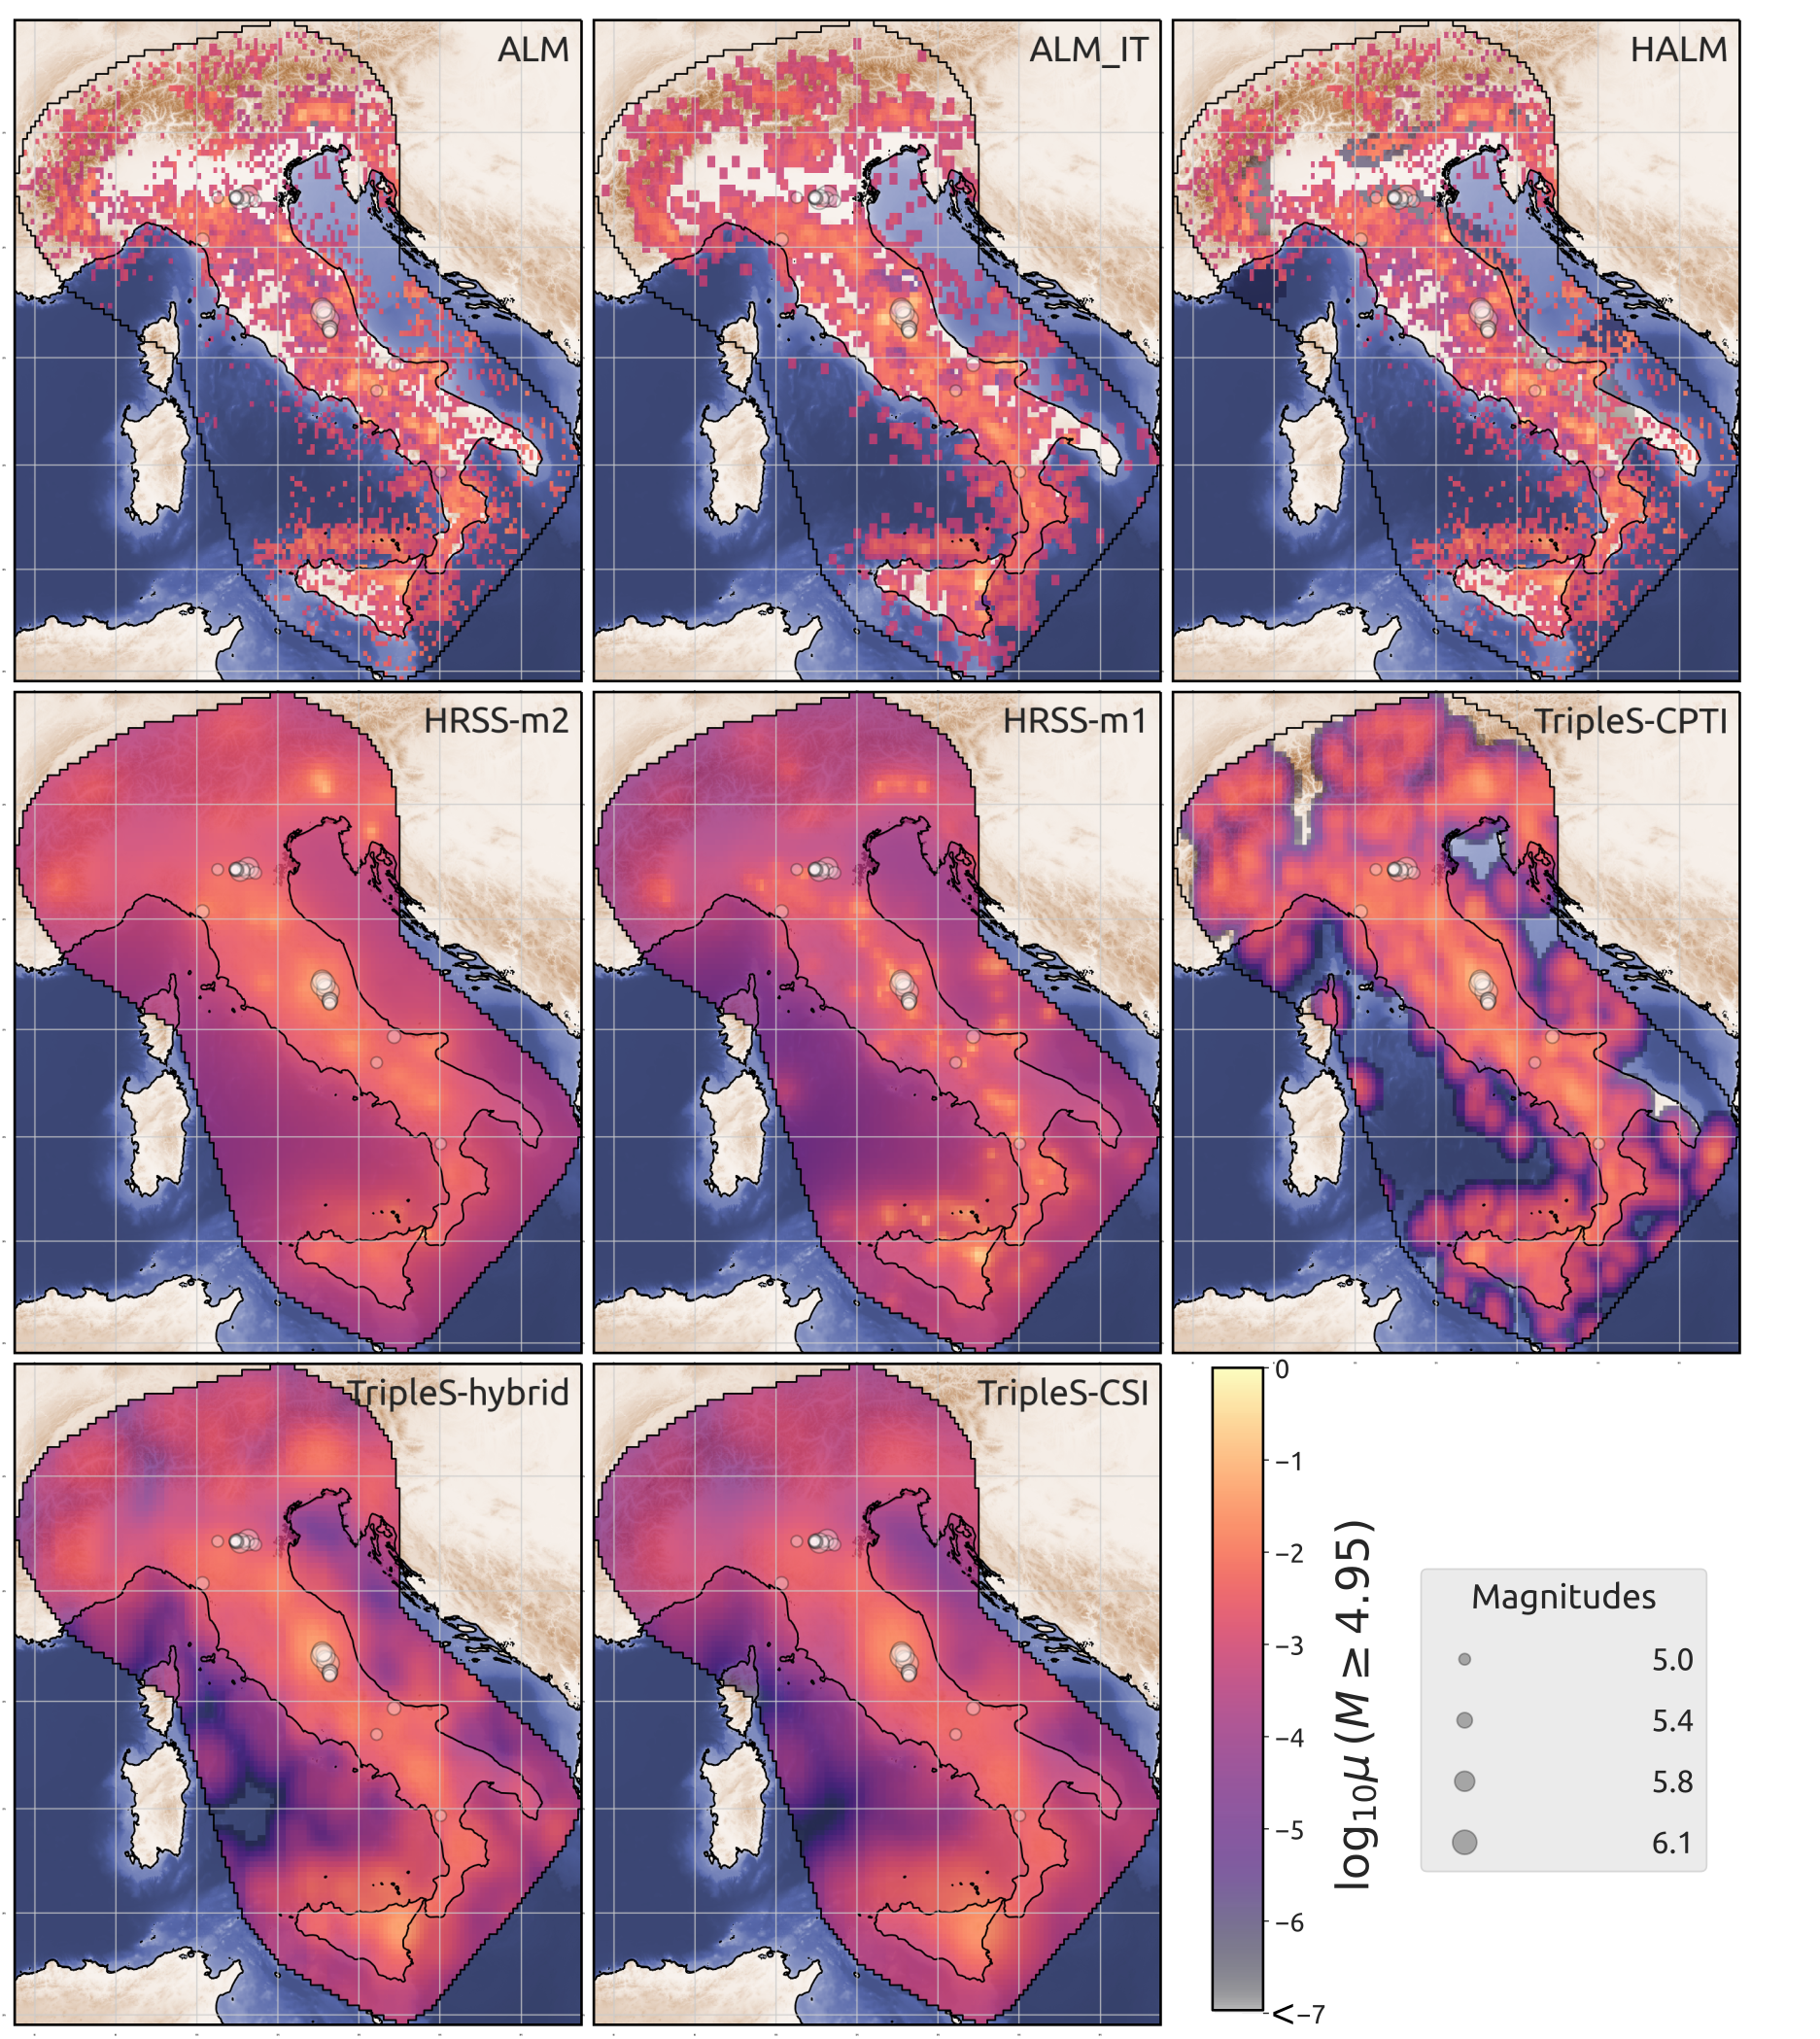 ALM
ALM_IT
HALM
HRSS-m2
HRSS-m1
TripleS-CPTI
TripleS-hybrid
TripleS-CSI
0
−1
−2
−3
−4
−5
−6
<−7
log₁₀μ (M ≥ 4.95)
Magnitudes
5.0
5.4
5.8
6.1